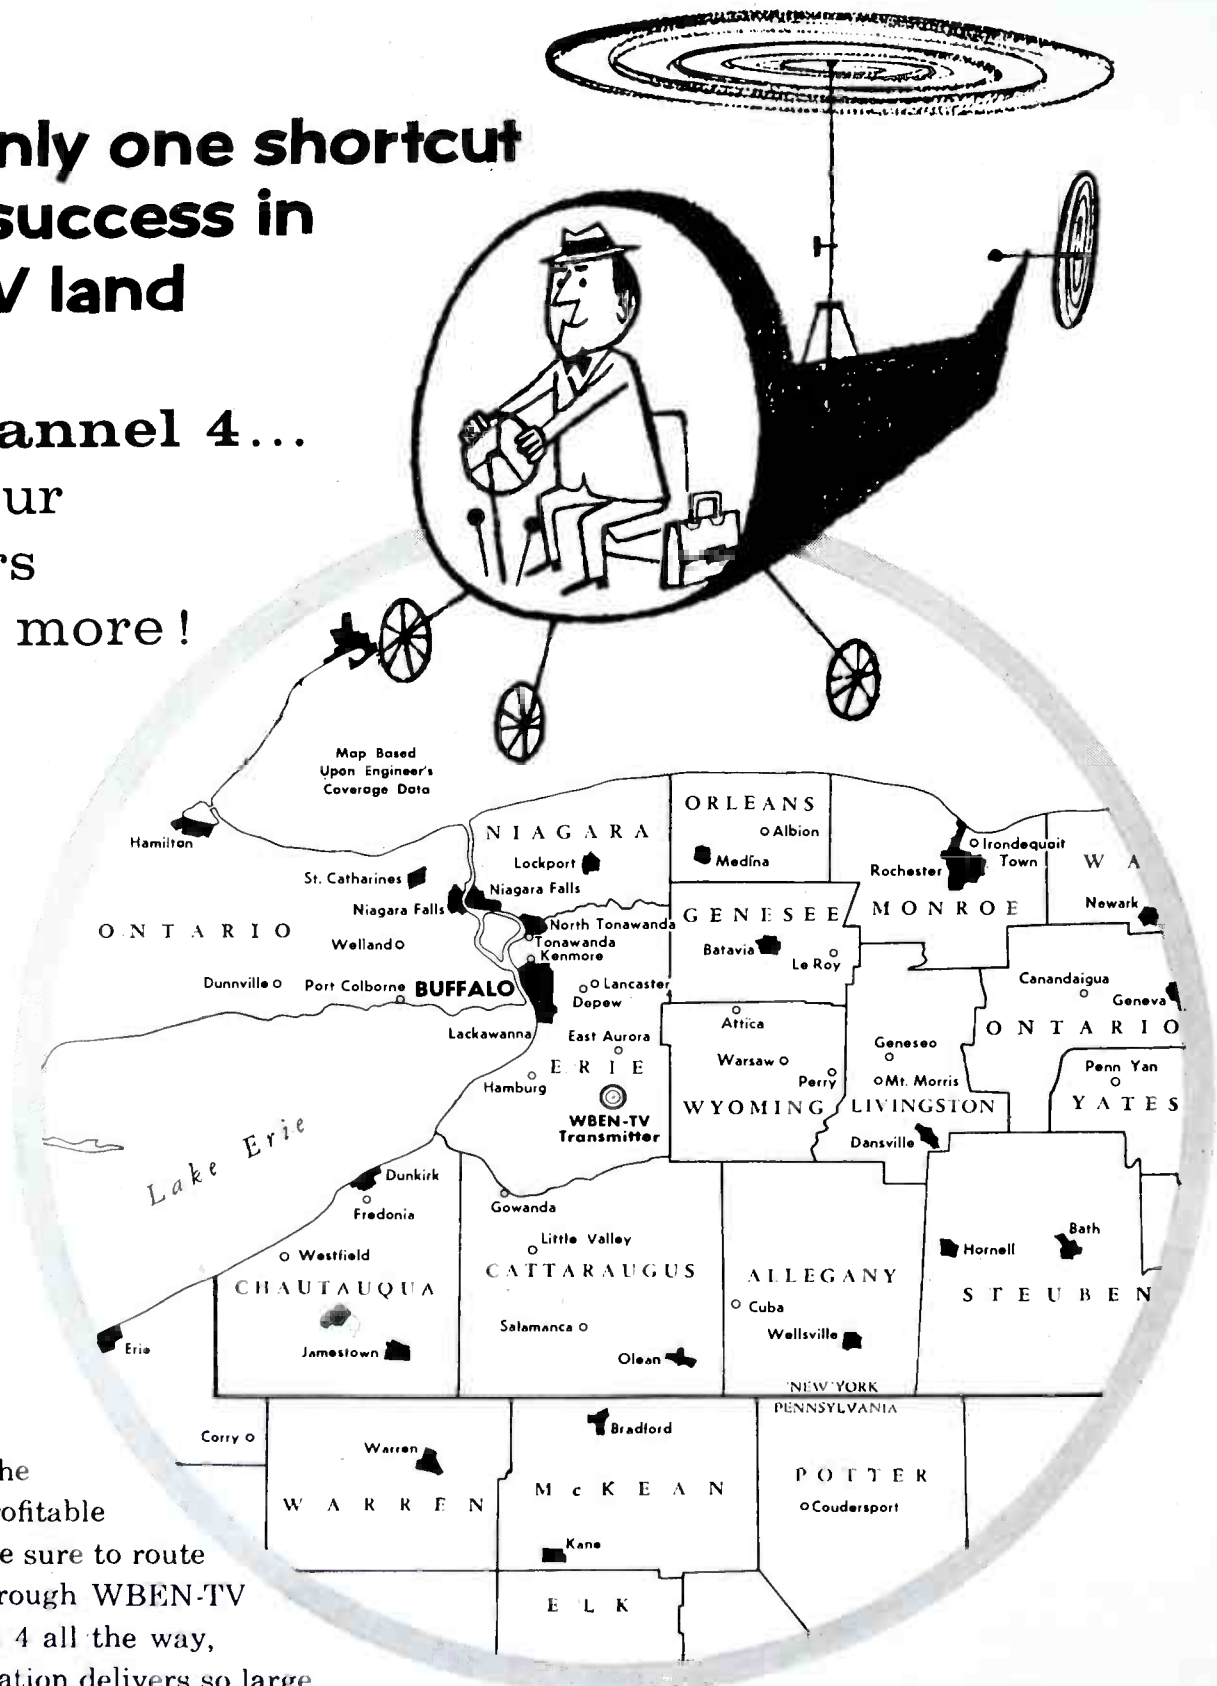 nly one shortcut
success in
V land
annel 4...
ur
rs
more!
Map Based
Upon Engineer's
Coverage Data
Hamilton
St. Catharines
Niagara Falls
ONTARIO
Welland
Dunnville
Port Colborne
BUFFALO
NIAGARA
Lockport
Niagara Falls
North Tonawanda
Tonawanda
Kenmore
Lancaster
Depew
Lackawanna
East Aurora
ERIE
Hamburg
WBEN-TV
Transmitter
ORLEANS
Albion
Medina
GENESEE
Batavia
Le Roy
Attica
Warsaw
Perry
WYOMING
Irondequoit
Town
Rochester
MONROE
WA
Newark
Canandaigua
Geneva
ONTARIO
Geneseo
Mt. Morris
LIVINGSTON
Dansville
Penn Yan
YATES
Lake Erie
Dunkirk
Fredonia
Westfield
CHAUTAUQUA
Jamestown
Erie
Gowanda
Little Valley
CATTARAUGUS
Salamanca
Olean
ALLEGANY
Cuba
Wellsville
Hornell
Bath
STEUBEN
NEW YORK
PENNSYLVANIA
Corry
Warren
WARREN
Bradford
McKEAN
Kane
POTTER
Coudersport
ELK
he
rofitable
e sure to route
rough WBEN-TV
4 all the way,
ation delivers so large